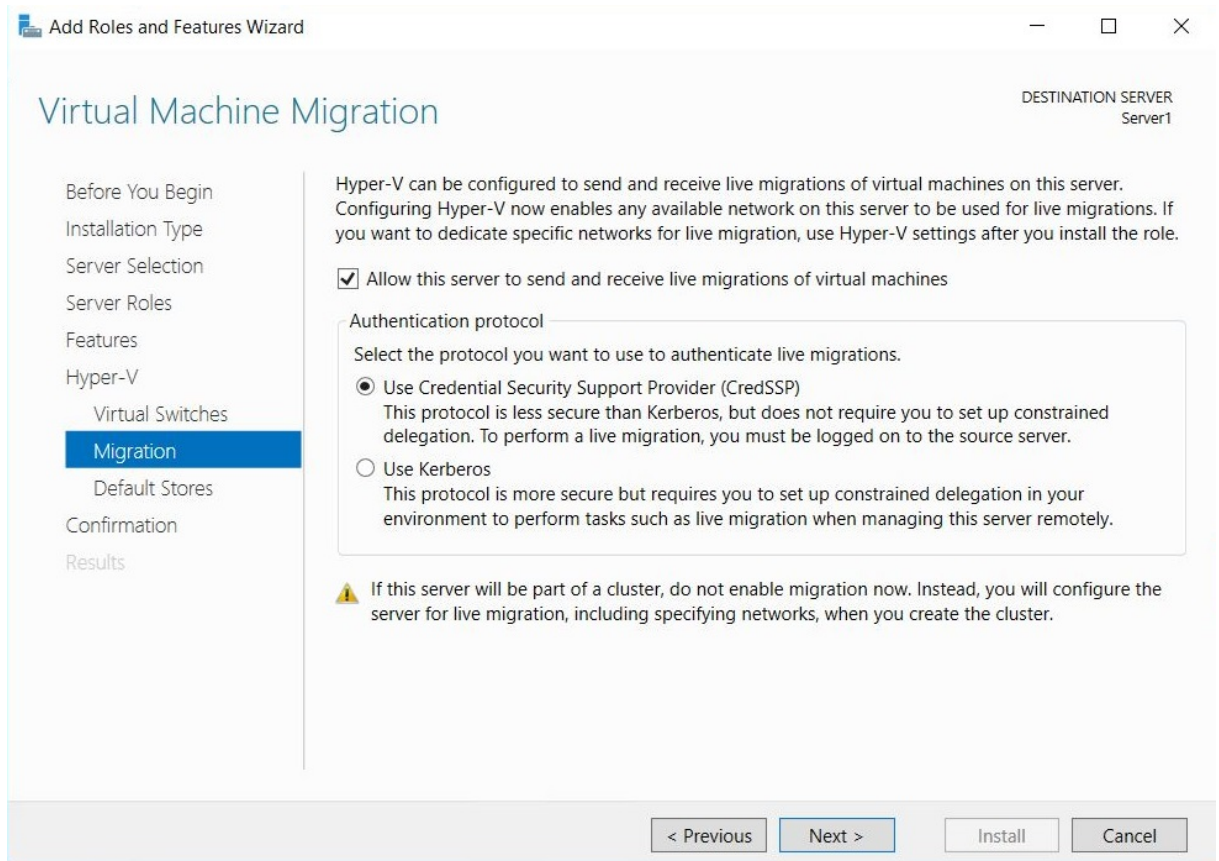 Add Roles and Features Wizard
Virtual Machine Migration
DESTINATION SERVER
Server1
Before You Begin
Installation Type
Server Selection
Server Roles
Features
Hyper-V
Virtual Switches
Migration
Default Stores
Confirmation
Results
Hyper-V can be configured to send and receive live migrations of virtual machines on this server.
Configuring Hyper-V now enables any available network on this server to be used for live migrations. If
you want to dedicate specific networks for live migration, use Hyper-V settings after you install the role.
Allow this server to send and receive live migrations of virtual machines
Authentication protocol
Select the protocol you want to use to authenticate live migrations.
Use Credential Security Support Provider (CredSSP)
This protocol is less secure than Kerberos, but does not require you to set up constrained
delegation. To perform a live migration, you must be logged on to the source server.
Use Kerberos
This protocol is more secure but requires you to set up constrained delegation in your
environment to perform tasks such as live migration when managing this server remotely.
If this server will be part of a cluster, do not enable migration now. Instead, you will configure the
server for live migration, including specifying networks, when you create the cluster.
< Previous
Next >
Install
Cancel